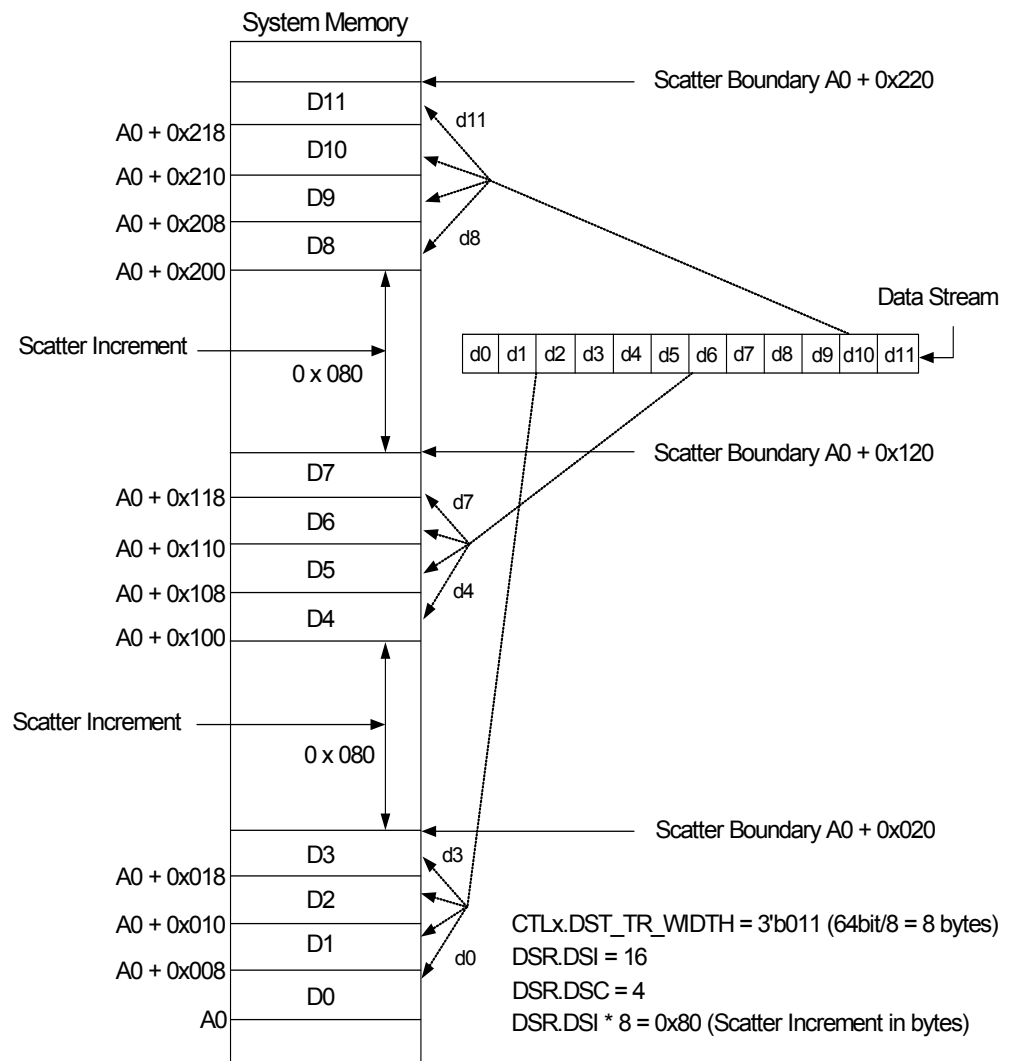 System Memory
Scatter Boundary A0 + 0x220
D11
d11
A0 + 0x218
D10
A0 + 0x210
D9
A0 + 0x208
D8
d8
A0 + 0x200
Data Stream
Scatter Increment
0 x 080
d0 d1 d2 d3 d4 d5 d6 d7 d8 d9 d10 d11
Scatter Boundary A0 + 0x120
D7
A0 + 0x118
d7
D6
A0 + 0x110
D5
A0 + 0x108
d4
D4
A0 + 0x100
Scatter Increment
0 x 080
Scatter Boundary A0 + 0x020
D3
d3
A0 + 0x018
D2
A0 + 0x010
D1
d0
A0 + 0x008
D0
A0
CTLx.DST_TR_WIDTH = 3'b011 (64bit/8 = 8 bytes)
DSR.DSI = 16
DSR.DSC = 4
DSR.DSI * 8 = 0x80 (Scatter Increment in bytes)